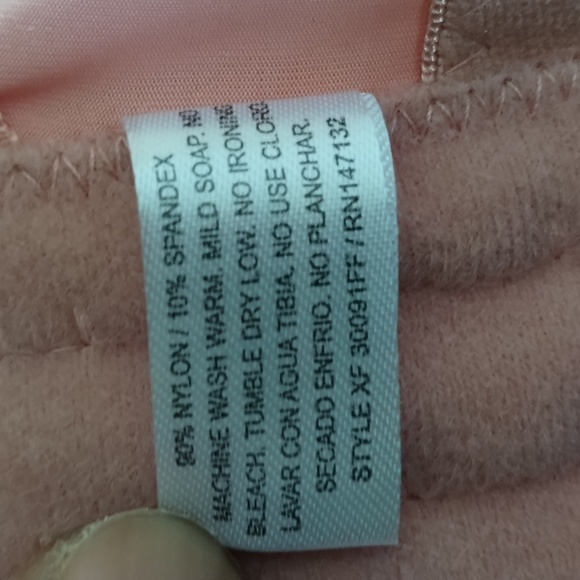 90% NYLON / 10% SPANDEX
MACHINE WASH WARM. MILD SOAP. NO
BLEACH. TUMBLE DRY LOW. NO IRONING
LAVAR CON AGUA TIBIA. NO USE CLORO
SECADO ENFRIO. NO PLANCHAR.
STYLE XF 30091FF / RN147132